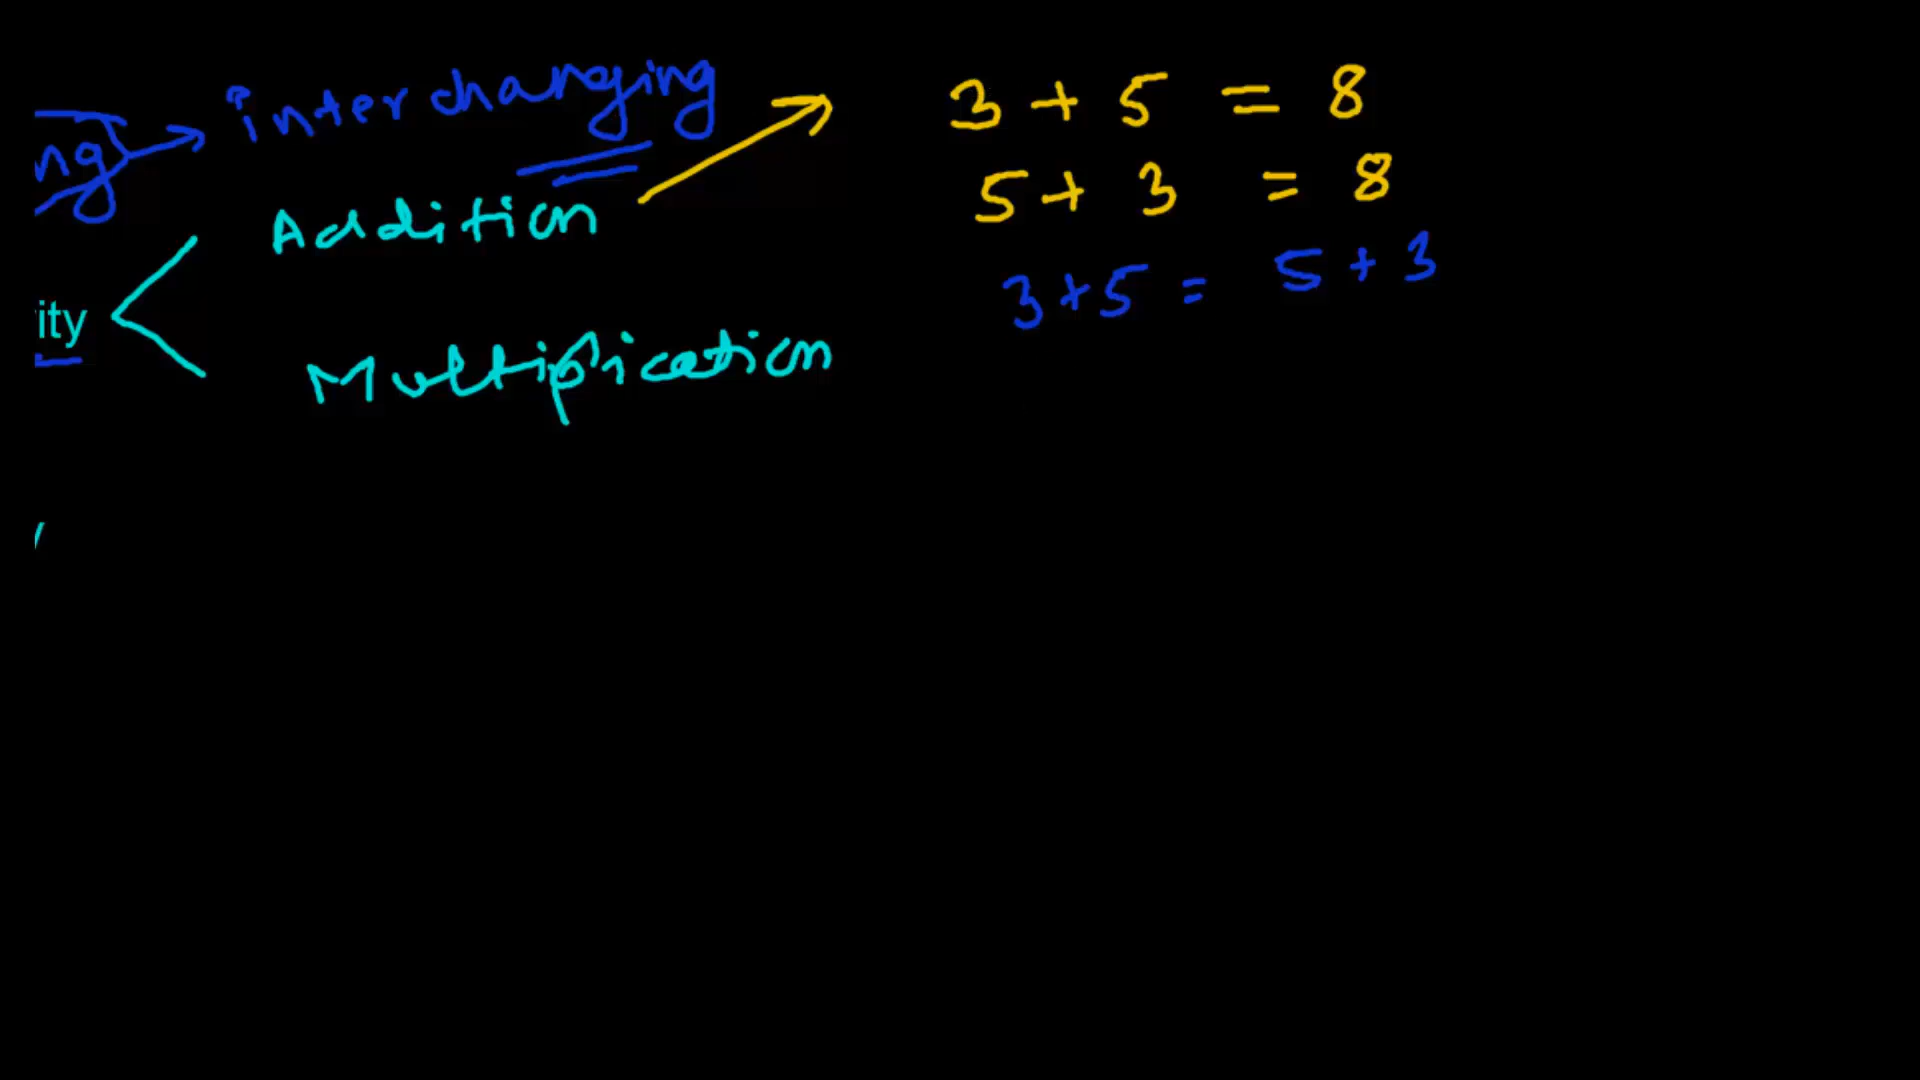 ng interchanging
Addition
ity
Multiplication
3 + 5 = 8
5 + 3 = 8
3 + 5 = 5 + 3